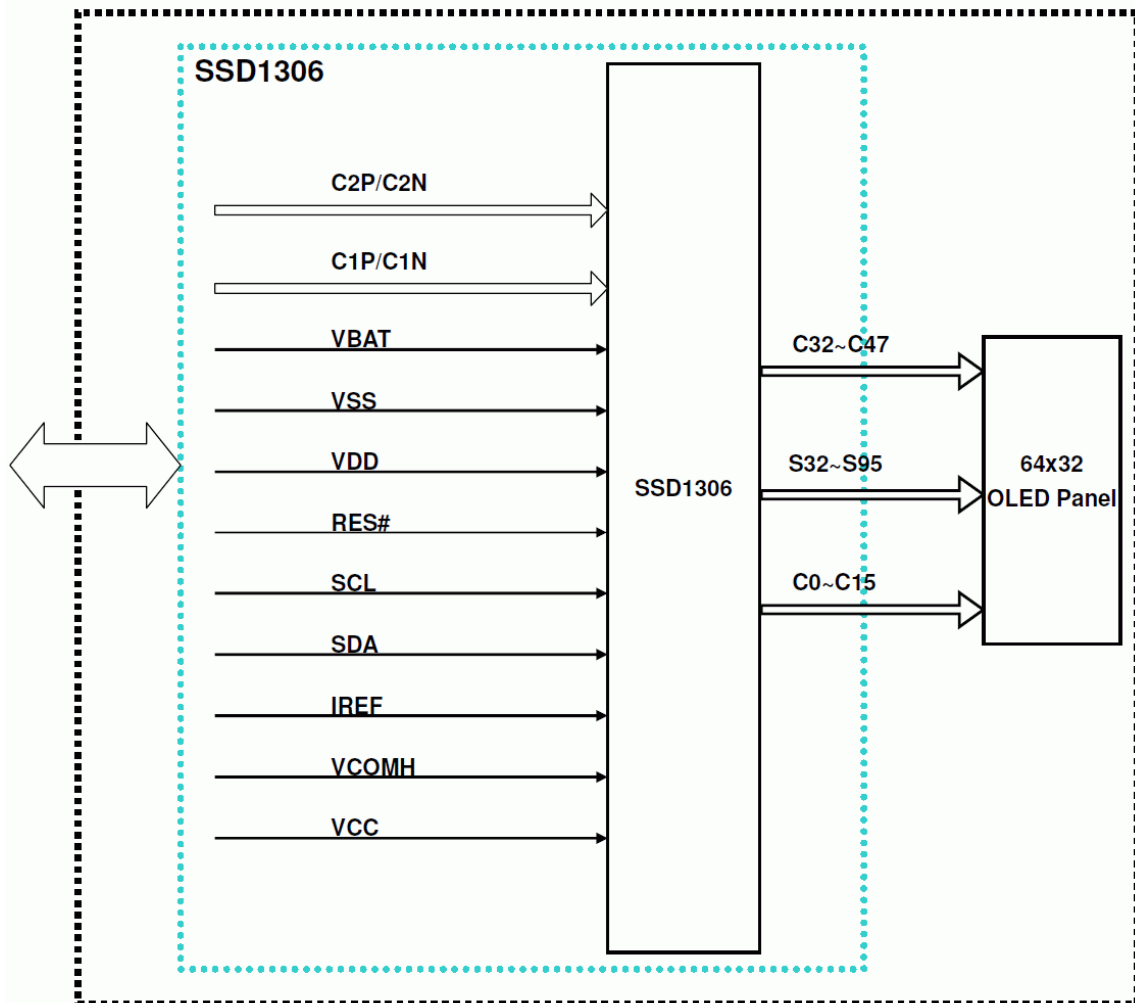 SSD1306
C2P/C2N
C1P/C1N
VBAT
VSS
VDD
RES#
SCL
SDA
IREF
VCOMH
VCC
SSD1306
C32~C47
S32~S95
C0~C15
64x32
OLED Panel